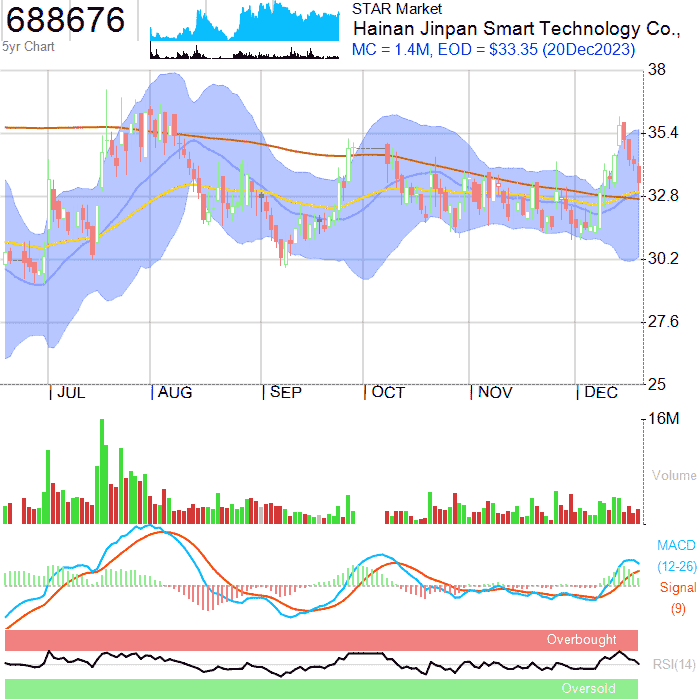 688676
5yr Chart
STAR Market
Hainan Jinpan Smart Technology Co.,
MC = 1.4M, EOD = $33.35 (20Dec2023)
38
35.4
32.8
30.2
27.6
25
JUL AUG SEP OCT NOV DEC
16M
Volume
MACD
(12-26)
Signal
(9)
Overbought
RSI(14)
Oversold